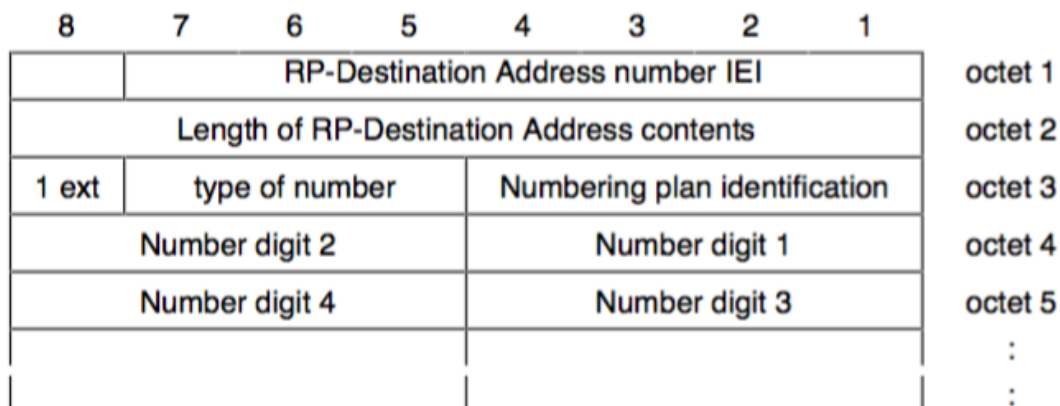 8 7 6 5 4 3 2 1
RP-Destination Address number IEI octet 1
Length of RP-Destination Address contents octet 2
1 ext type of number Numbering plan identification octet 3
Number digit 2 Number digit 1 octet 4
Number digit 4 Number digit 3 octet 5
:
: